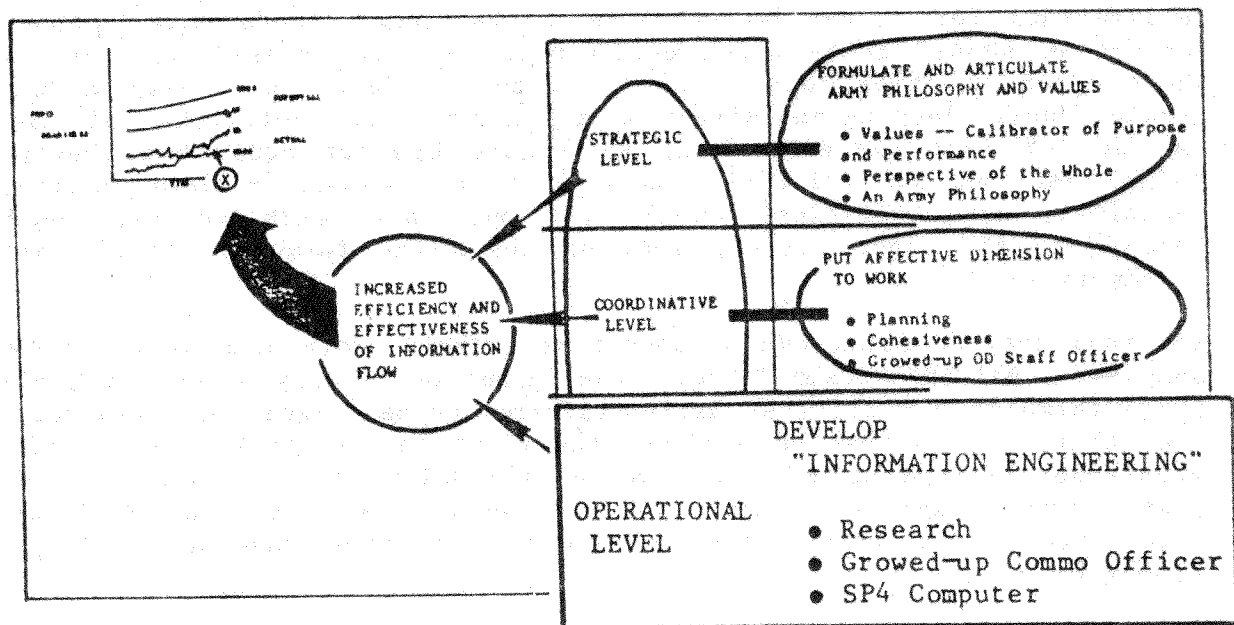 ACTUAL
TIME
X
INCREASED
EFFICIENCY AND
EFFECTIVENESS
OF INFORMATION
FLOW
STRATEGIC
LEVEL
COORDINATIVE
LEVEL
FORMULATE AND ARTICULATE
ARMY PHILOSOPHY AND VALUES
● Values -- Calibrator of Purpose
and Performance
● Perspective of the Whole
● An Army Philosophy
PUT AFFECTIVE DIMENSION
TO WORK
● Planning
● Cohesiveness
● Growed-up OD Staff Officer
DEVELOP
"INFORMATION ENGINEERING"
OPERATIONAL
LEVEL
● Research
● Growed-up Commo Officer
● SP4 Computer